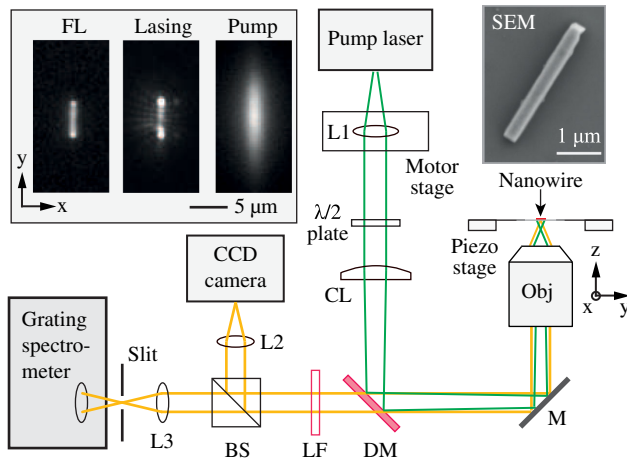 FL
Lasing
Pump
y
x
5 μm
Pump laser
L1
Motor
stage
λ/2
plate
CL
SEM
1 μm
Nanowire
Piezo
stage
Obj
z
x
y
CCD
camera
L2
Grating
spectro-
meter
Slit
L3
BS
LF
DM
M